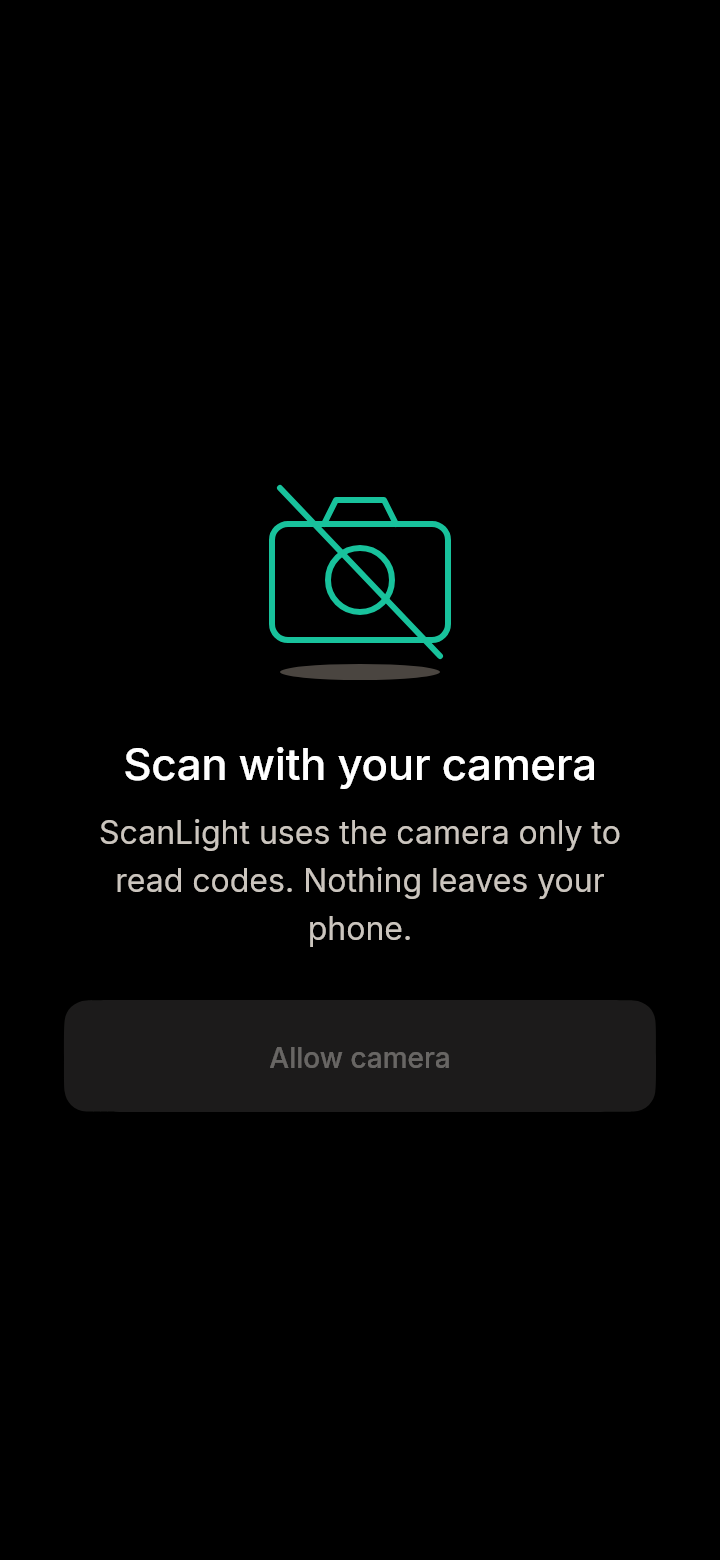 Scan with your camera
ScanLight uses the camera only to
read codes. Nothing leaves your
phone.
Allow camera